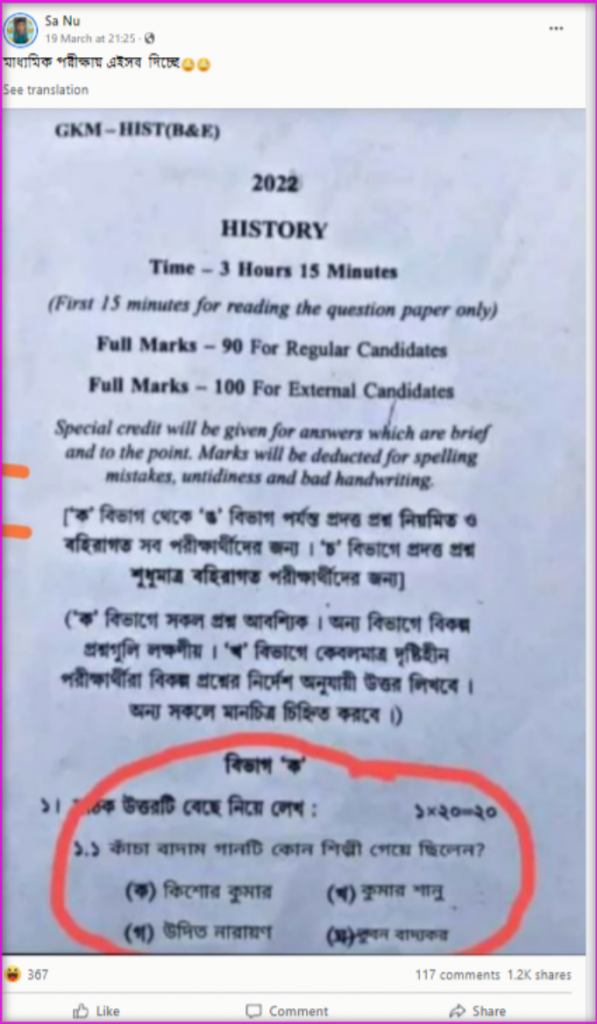 Sa Nu
19 March at 21:25
মাধ্যমিক পরীক্ষায় এইসব দিচ্ছে
See translation
GKM – HIST(B&E)
2022
HISTORY
Time – 3 Hours 15 Minutes
(First 15 minutes for reading the question paper only)
Full Marks – 90 For Regular Candidates
Full Marks – 100 For External Candidates
Special credit will be given for answers which are brief
and to the point. Marks will be deducted for spelling
mistakes, untidiness and bad handwriting.
['ক' বিভাগ থেকে 'ঙ' বিভাগ পর্যন্ত প্রদত্ত প্রশ্ন নিয়মিত ও
বহিরাগত সব পরীক্ষার্থীদের জন্য । 'চ' বিভাগে প্রদত্ত প্রশ্ন
শুধুমাত্র বহিরাগত পরীক্ষার্থীদের জন্য]
('ক' বিভাগে সকল প্রশ্ন আবশ্যিক । অন্য বিভাগে বিকল্প
প্রশ্নগুলি লক্ষণীয় । 'খ' বিভাগে কেবলমাত্র দৃষ্টিহীন
পরীক্ষার্থীরা বিকল্প প্রশ্নের নির্দেশ অনুযায়ী উত্তর লিখবে ।
অন্য সকলে মানচিত্র চিহ্নিত করবে ।)
বিভাগ 'ক'
১। উত্তরটি বেছে নিয়ে লেখ : ১×২০=২০
১.১ কাঁচা বাদাম গানটি কোন শিল্পী গেয়ে ছিলেন?
(ক) কিশোর কুমার (খ) কুমার শানু
(গ) উদিত নারায়ণ (ঘ) ভুবন বাদ্যকর
367 117 comments 1.2K shares
Like Comment Share